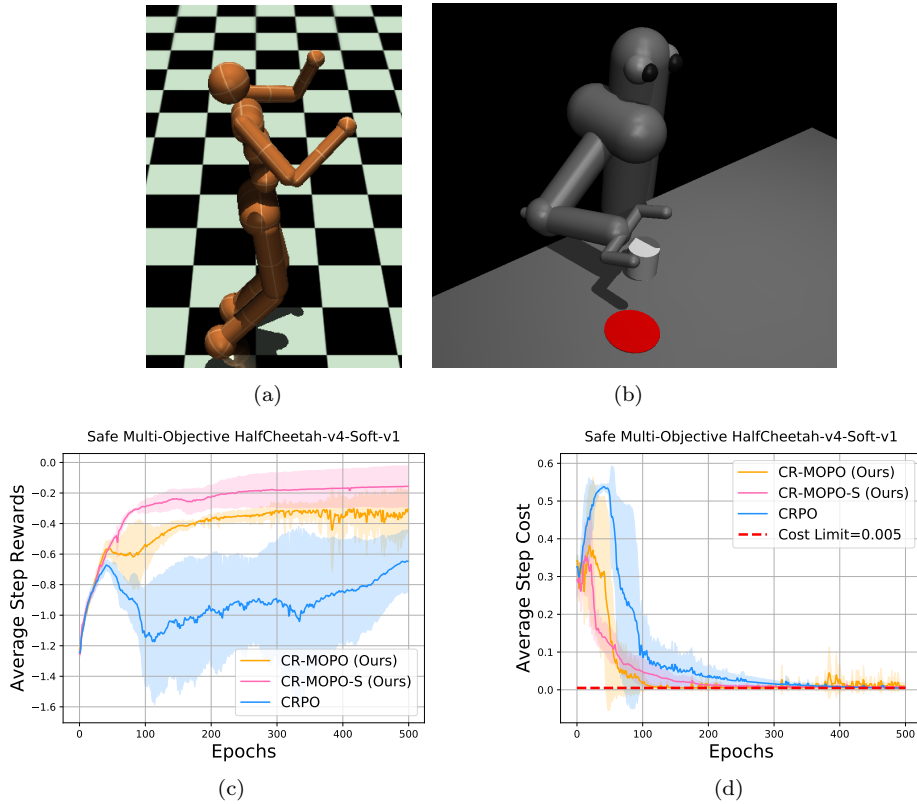 (a)
(b)
Safe Multi-Objective HalfCheetah-v4-Soft-v1
Average Step Rewards
0.0
−0.2
−0.4
−0.6
−0.8
−1.0
−1.2
−1.4
−1.6
CR-MOPO (Ours)
CR-MOPO-S (Ours)
CRPO
0
100
200
300
400
500
Epochs
(c)
Safe Multi-Objective HalfCheetah-v4-Soft-v1
Average Step Cost
0.6
0.5
0.4
0.3
0.2
0.1
0.0
CR-MOPO (Ours)
CR-MOPO-S (Ours)
CRPO
Cost Limit=0.005
0
100
200
300
400
500
Epochs
(d)